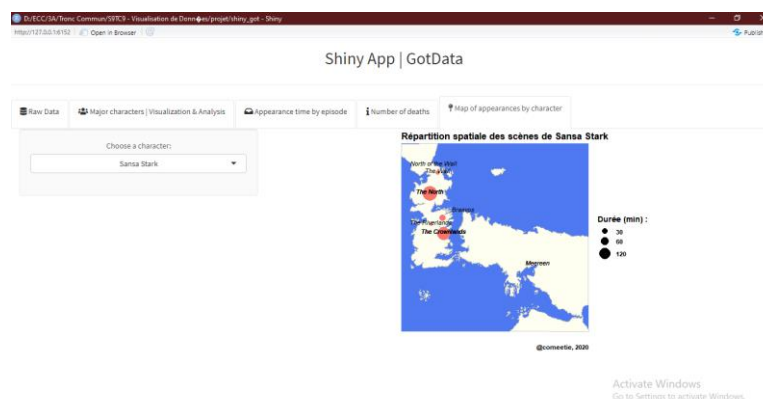 D:/ECC/3A/Tronc Commun/S9TC9 - Visualisation de Donn�es/projet/shiny_got - Shiny
http://127.0.0.1:6152 Open in Browser Publish
Shiny App | GotData
Raw Data Major characters | Visualization & Analysis Appearance time by episode Number of deaths Map of appearances by character
Choose a character:
Sansa Stark
Répartition spatiale des scènes de Sansa Stark
North of the Wall
The Wall
The North
Braavos
The Riverlands
The Crownlands
Meereen
Durée (min) :
30
60
120
@comeetie, 2020
Activate Windows
Go to Settings to activate Windows.